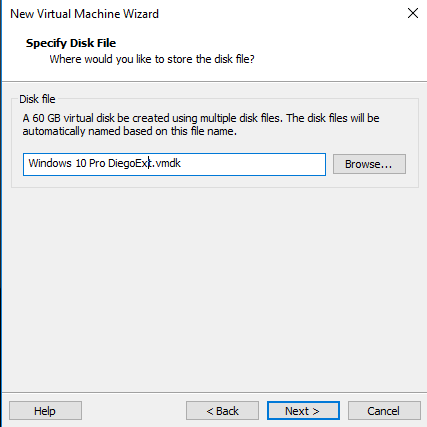 New Virtual Machine Wizard
Specify Disk File
Where would you like to store the disk file?
Disk file
A 60 GB virtual disk be created using multiple disk files. The disk files will be
automatically named based on this file name.
Windows 10 Pro DiegoExt.vmdk
Browse...
Help
< Back
Next >
Cancel